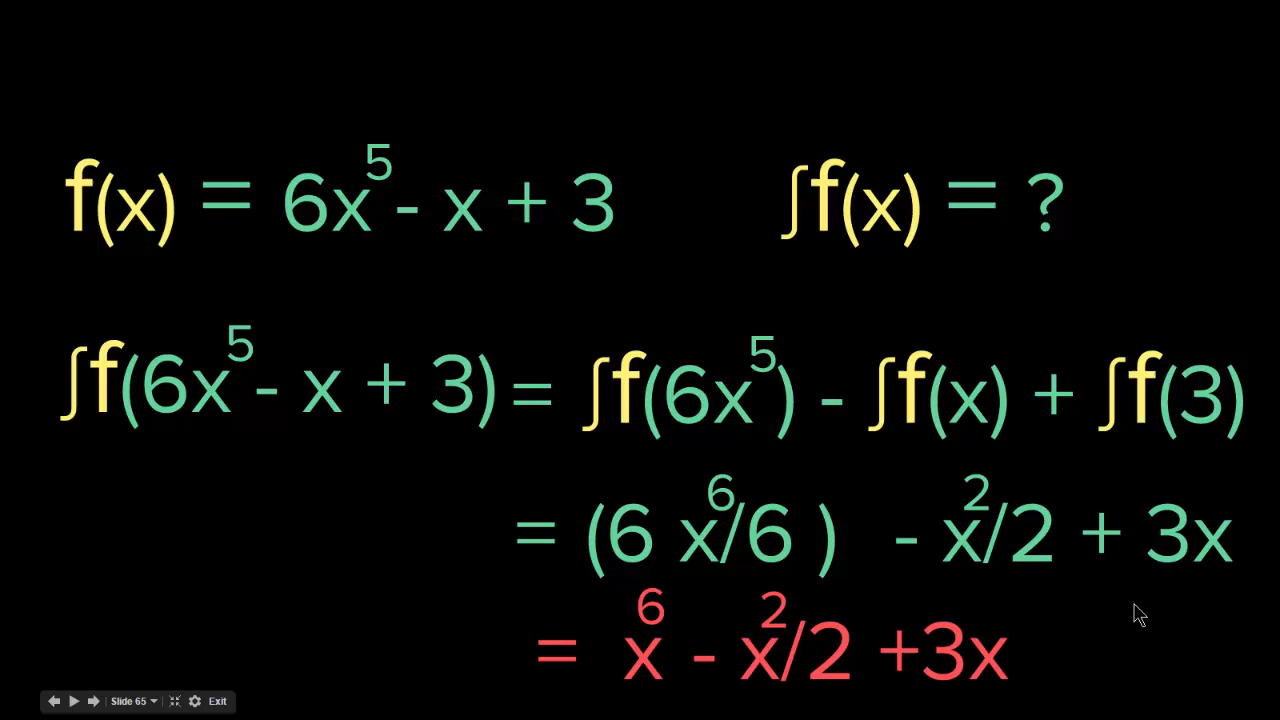 f(x) = 6x⁵ - x + 3 ∫f(x) = ?
∫f(6x⁵ - x + 3) = ∫f(6x⁵) - ∫f(x) + ∫f(3)
= (6 x⁶/6 ) - x²/2 + 3x
= x⁶ - x²/2 +3x
Slide 65 Exit